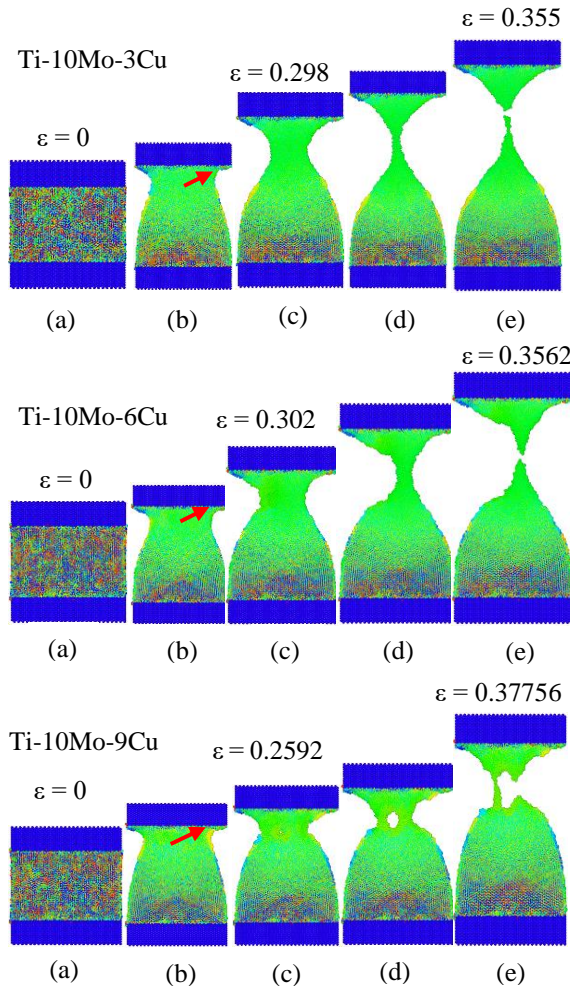 ε = 0.355
Ti-10Mo-3Cu
ε = 0.298
ε = 0
(a) (b) (c) (d) (e)
ε = 0.3562
Ti-10Mo-6Cu
ε = 0.302
ε = 0
(a) (b) (c) (d) (e)
ε = 0.37756
Ti-10Mo-9Cu
ε = 0.2592
ε = 0
(a) (b) (c) (d) (e)